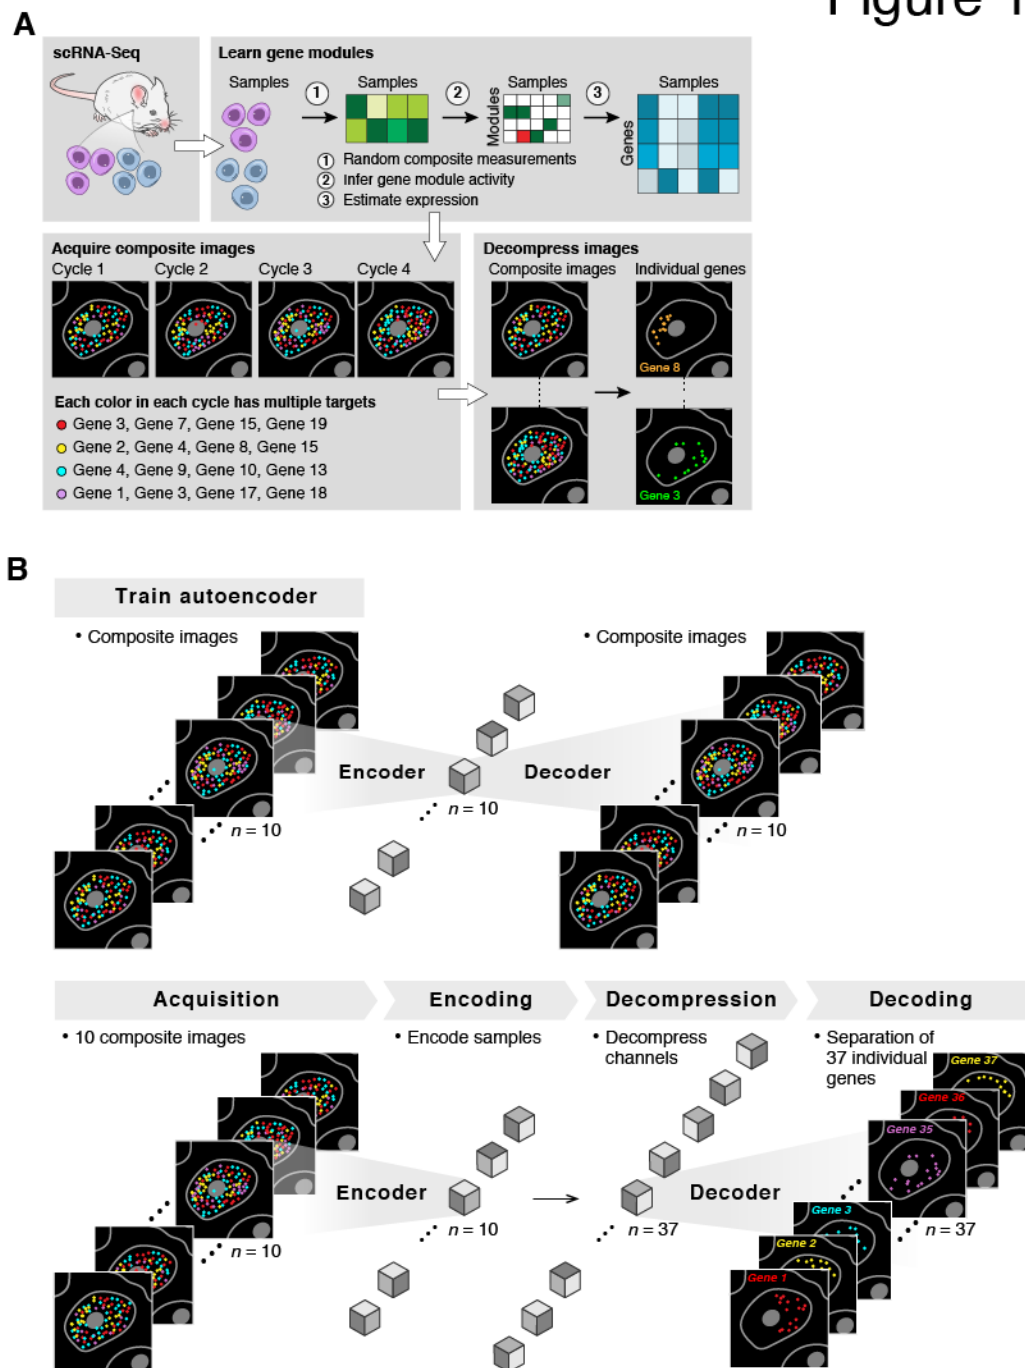 Figure 1
A
scRNA-Seq
Learn gene modules
Samples
1
Samples
2
Samples
3
Samples
Modules
Genes
1 Random composite measurements
2 Infer gene module activity
3 Estimate expression
Acquire composite images
Cycle 1 Cycle 2 Cycle 3 Cycle 4
Each color in each cycle has multiple targets
Gene 3, Gene 7, Gene 15, Gene 19
Gene 2, Gene 4, Gene 8, Gene 15
Gene 4, Gene 9, Gene 10, Gene 13
Gene 1, Gene 3, Gene 17, Gene 18
Decompress images
Composite images Individual genes
Gene 8
Gene 3
B
Train autoencoder
• Composite images
• Composite images
Encoder
Decoder
n = 10
n = 10
n = 10
Acquisition
Encoding
Decompression
Decoding
• 10 composite images
• Encode samples
• Decompress
channels
• Separation of
37 individual
genes
Gene 37
Gene 36
Gene 35
Encoder
Decoder
Gene 3
Gene 2
Gene 1
n = 10
n = 10
n = 37
n = 37